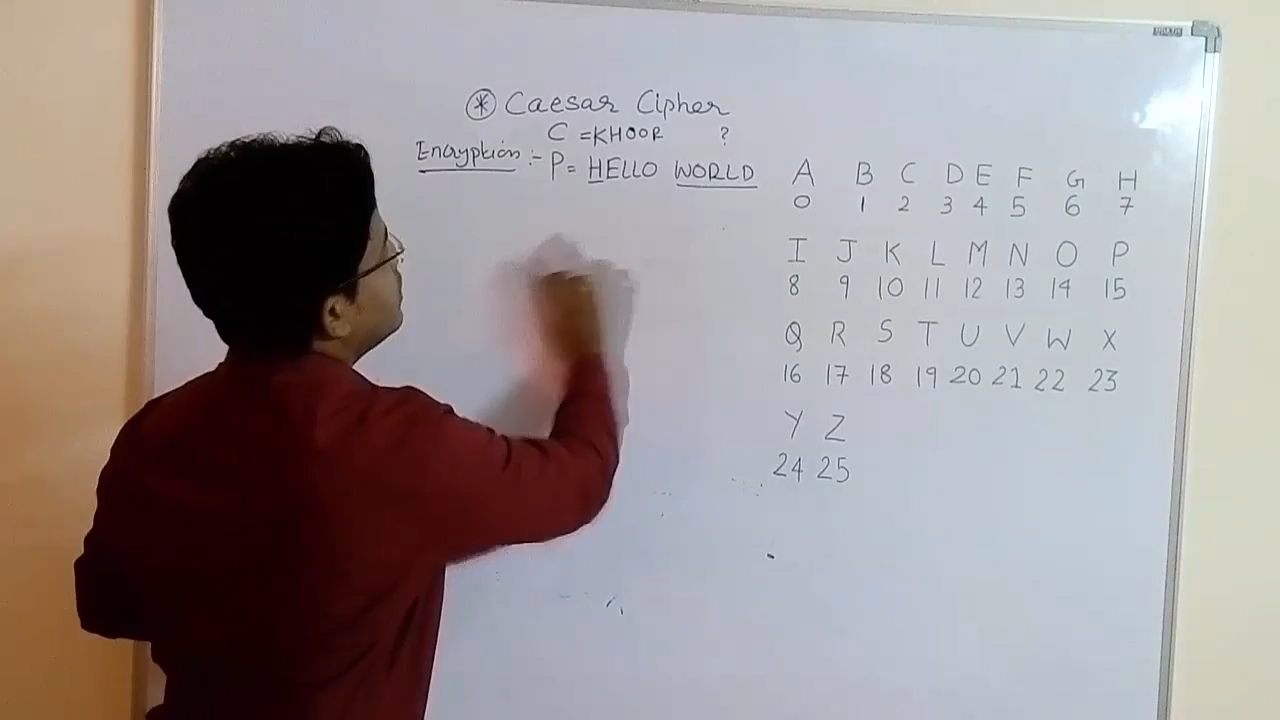 * Caesar Cipher
C = KHOOR ?
Encryption :- P = HELLO WORLD
A B C D E F G H
0 1 2 3 4 5 6 7
I J K L M N O P
8 9 10 11 12 13 14 15
Q R S T U V W X
16 17 18 19 20 21 22 23
Y Z
24 25